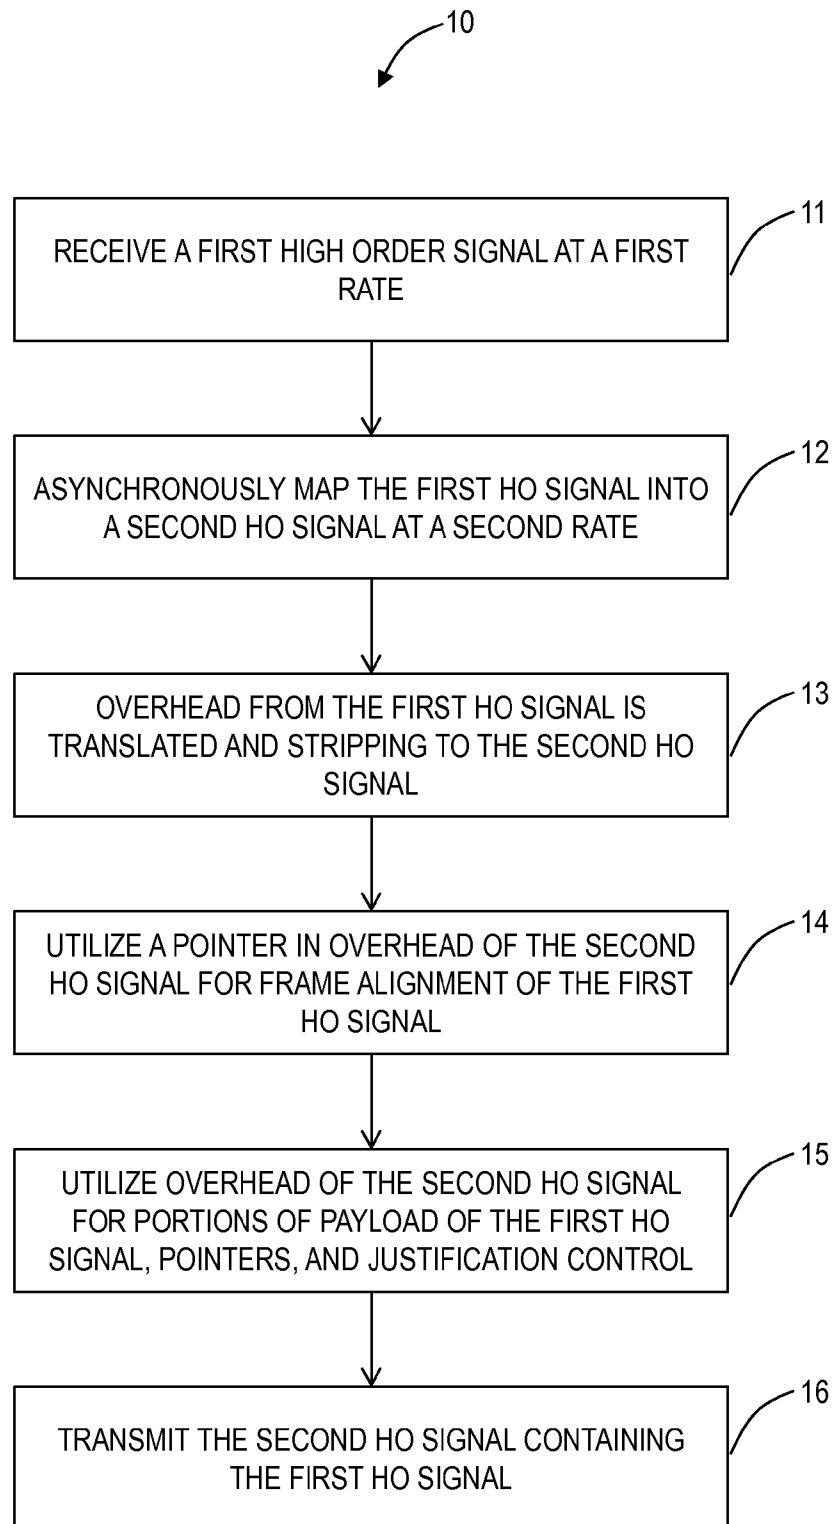 10
11
RECEIVE A FIRST HIGH ORDER SIGNAL AT A FIRST
RATE
12
ASYNCHRONOUSLY MAP THE FIRST HO SIGNAL INTO
A SECOND HO SIGNAL AT A SECOND RATE
13
OVERHEAD FROM THE FIRST HO SIGNAL IS
TRANSLATED AND STRIPPING TO THE SECOND HO
SIGNAL
14
UTILIZE A POINTER IN OVERHEAD OF THE SECOND
HO SIGNAL FOR FRAME ALIGNMENT OF THE FIRST
HO SIGNAL
15
UTILIZE OVERHEAD OF THE SECOND HO SIGNAL
FOR PORTIONS OF PAYLOAD OF THE FIRST HO
SIGNAL, POINTERS, AND JUSTIFICATION CONTROL
16
TRANSMIT THE SECOND HO SIGNAL CONTAINING
THE FIRST HO SIGNAL